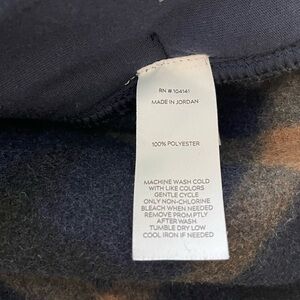 RN # 104141
MADE IN JORDAN
100% POLYESTER
MACHINE WASH COLD
WITH LIKE COLORS
GENTLE CYCLE
ONLY NON-CHLORINE
BLEACH WHEN NEEDED
REMOVE PROMPTLY
AFTER WASH
TUMBLE DRY LOW
COOL IRON IF NEEDED